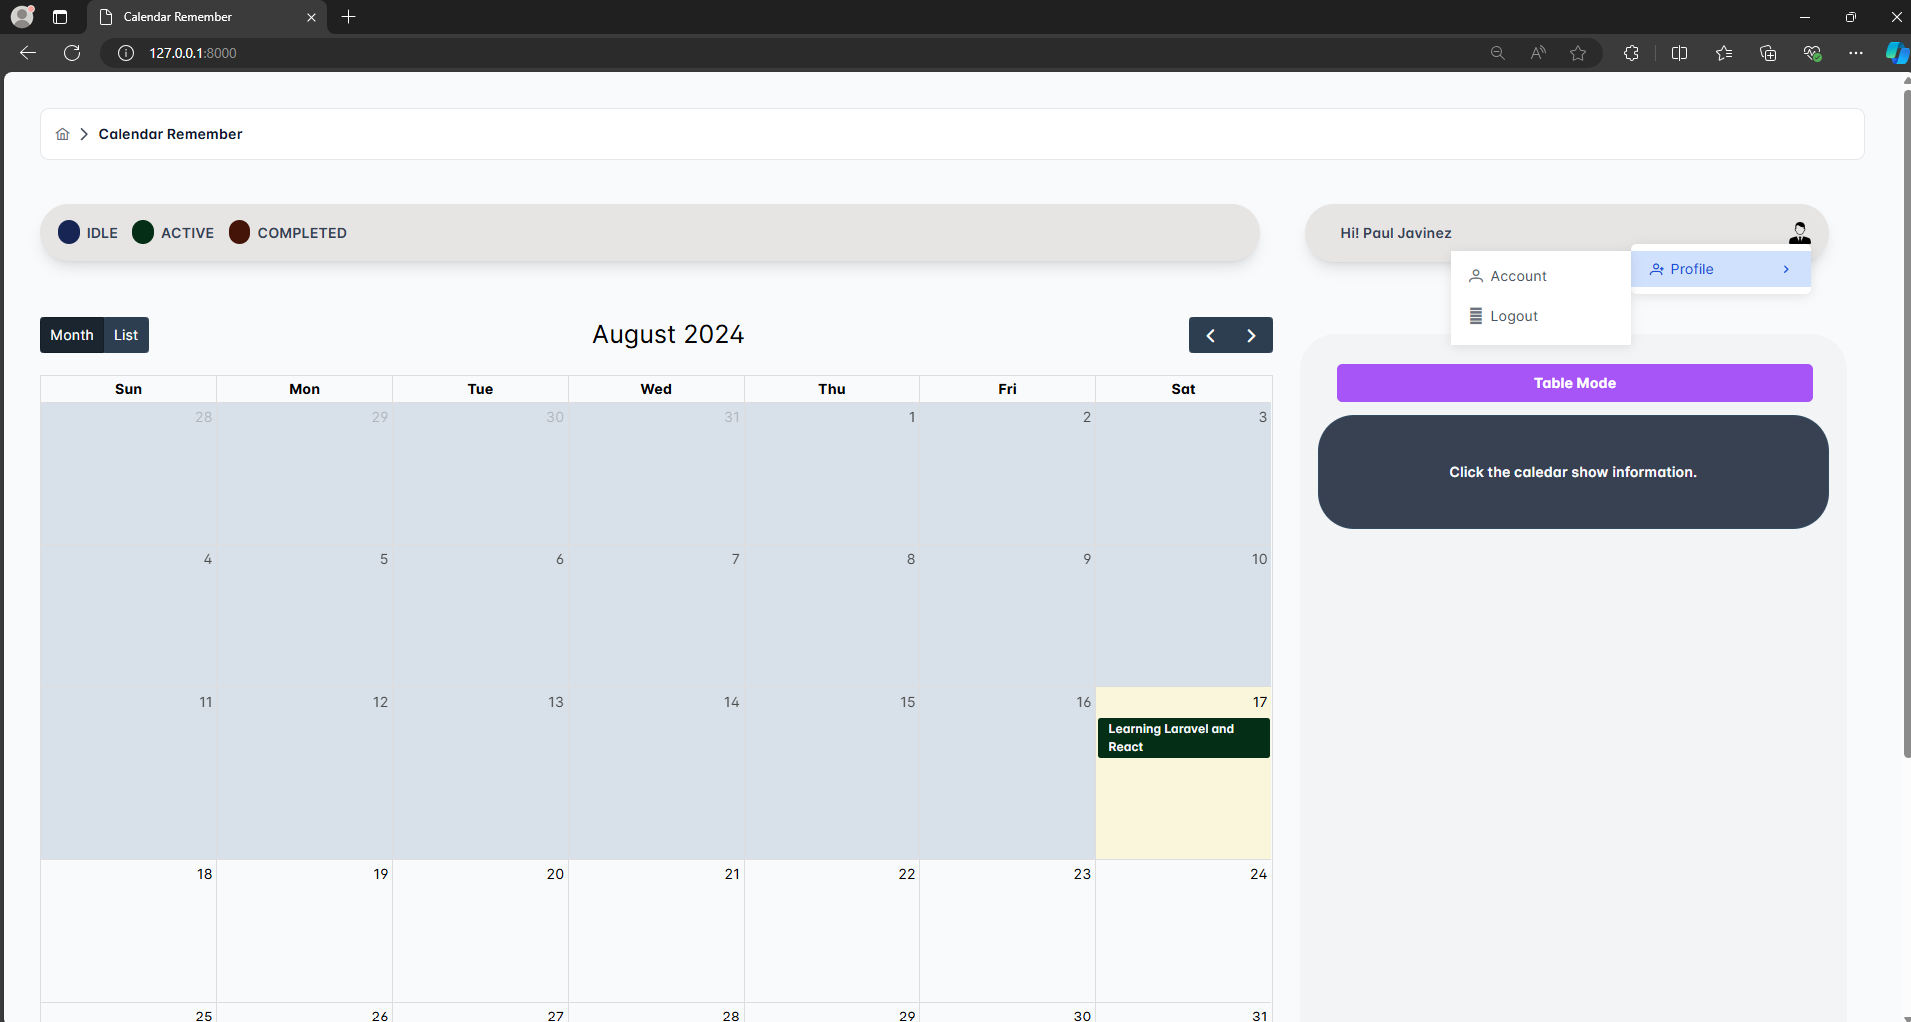 Calendar Remember
127.0.0.1:8000
Calendar Remember
IDLE ACTIVE COMPLETED
Hi! Paul Javinez
Profile
Account
Logout
Month List
August 2024
Table Mode
Click the caledar show information.
Sun Mon Tue Wed Thu Fri Sat
28 29 30 31 1 2 3
4 5 6 7 8 9 10
11 12 13 14 15 16 17
Learning Laravel and
React
18 19 20 21 22 23 24
25 26 27 28 29 30 31